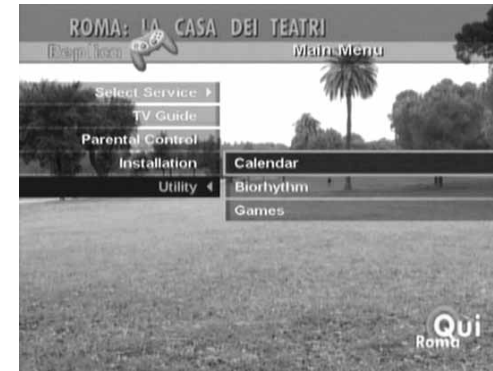 ROMA: LA CASA DEI TEATRI
Replica
Main Menu
Select Service
TV Guide
Parental Control
Installation
Utility
Calendar
Biorhythm
Games
Qui
Roma